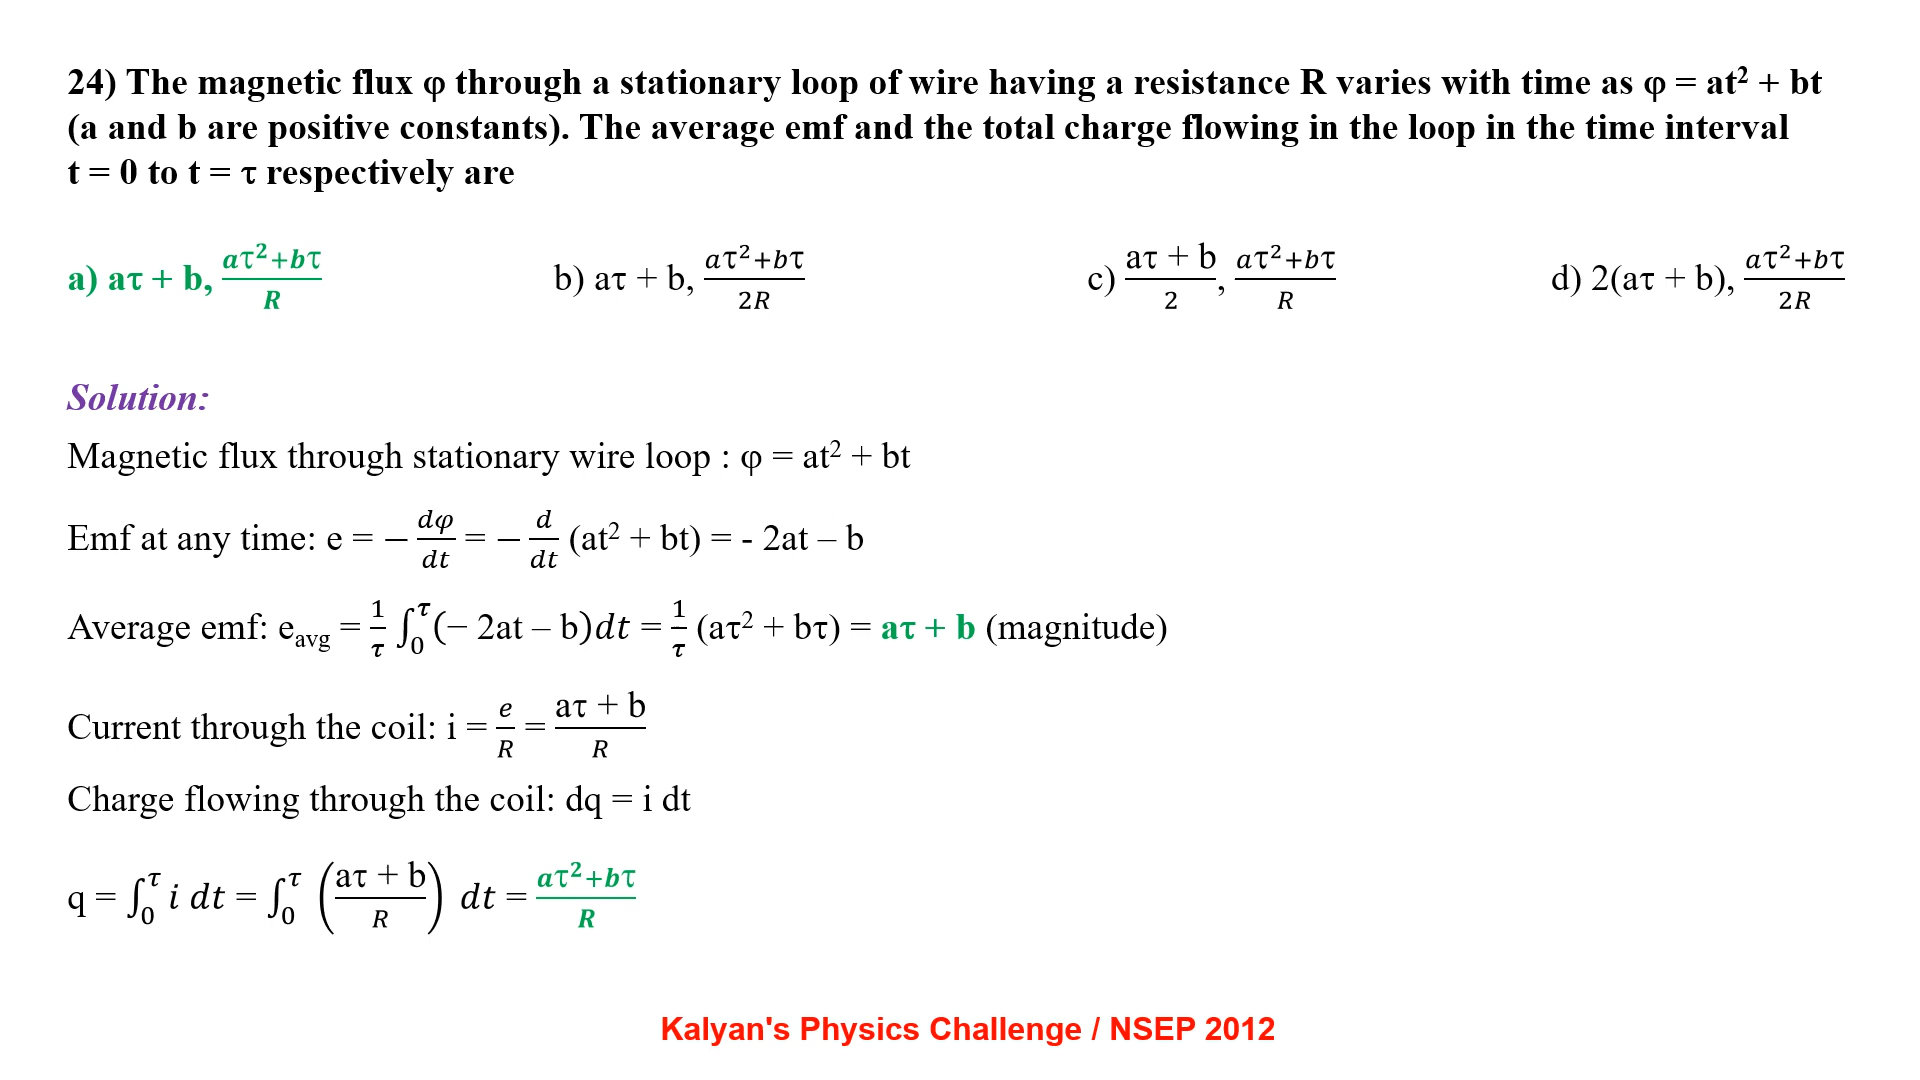 24) The magnetic flux φ through a stationary loop of wire having a resistance R varies with time as φ = at² + bt
(a and b are positive constants). The average emf and the total charge flowing in the loop in the time interval
t = 0 to t = τ respectively are
a) aτ + b, (aτ²+bτ)/R b) aτ + b, (aτ²+bτ)/2R c) (aτ + b)/2, (aτ²+bτ)/R d) 2(aτ + b), (aτ²+bτ)/2R
Solution:
Magnetic flux through stationary wire loop : φ = at² + bt
Emf at any time: e = − dφ/dt = − d/dt (at² + bt) = - 2at – b
Average emf: e_avg = 1/τ ∫₀^τ (− 2at – b)dt = 1/τ (aτ² + bτ) = aτ + b (magnitude)
Current through the coil: i = e/R = (aτ + b)/R
Charge flowing through the coil: dq = i dt
q = ∫₀^τ i dt = ∫₀^τ ((aτ + b)/R) dt = (aτ²+bτ)/R
Kalyan's Physics Challenge / NSEP 2012